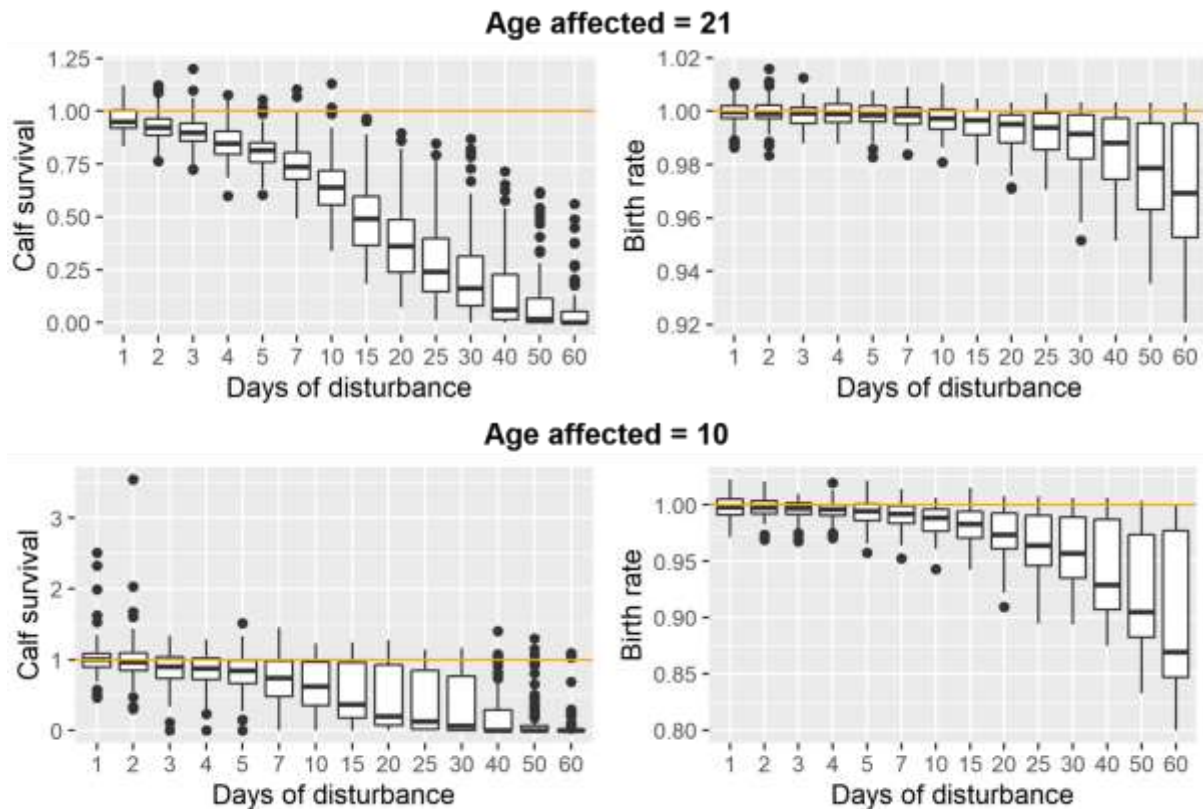 Age affected = 21
1.25
1.00
0.75
0.50
0.25
0.00
Calf survival
1 2 3 4 5 7 10 15 20 25 30 40 50 60
Days of disturbance
1.02
1.00
0.98
0.96
0.94
0.92
Birth rate
1 2 3 4 5 7 10 15 20 25 30 40 50 60
Days of disturbance
Age affected = 10
3
2
1
0
Calf survival
1 2 3 4 5 7 10 15 20 25 30 40 50 60
Days of disturbance
1.00
0.95
0.90
0.85
0.80
Birth rate
1 2 3 4 5 7 10 15 20 25 30 40 50 60
Days of disturbance